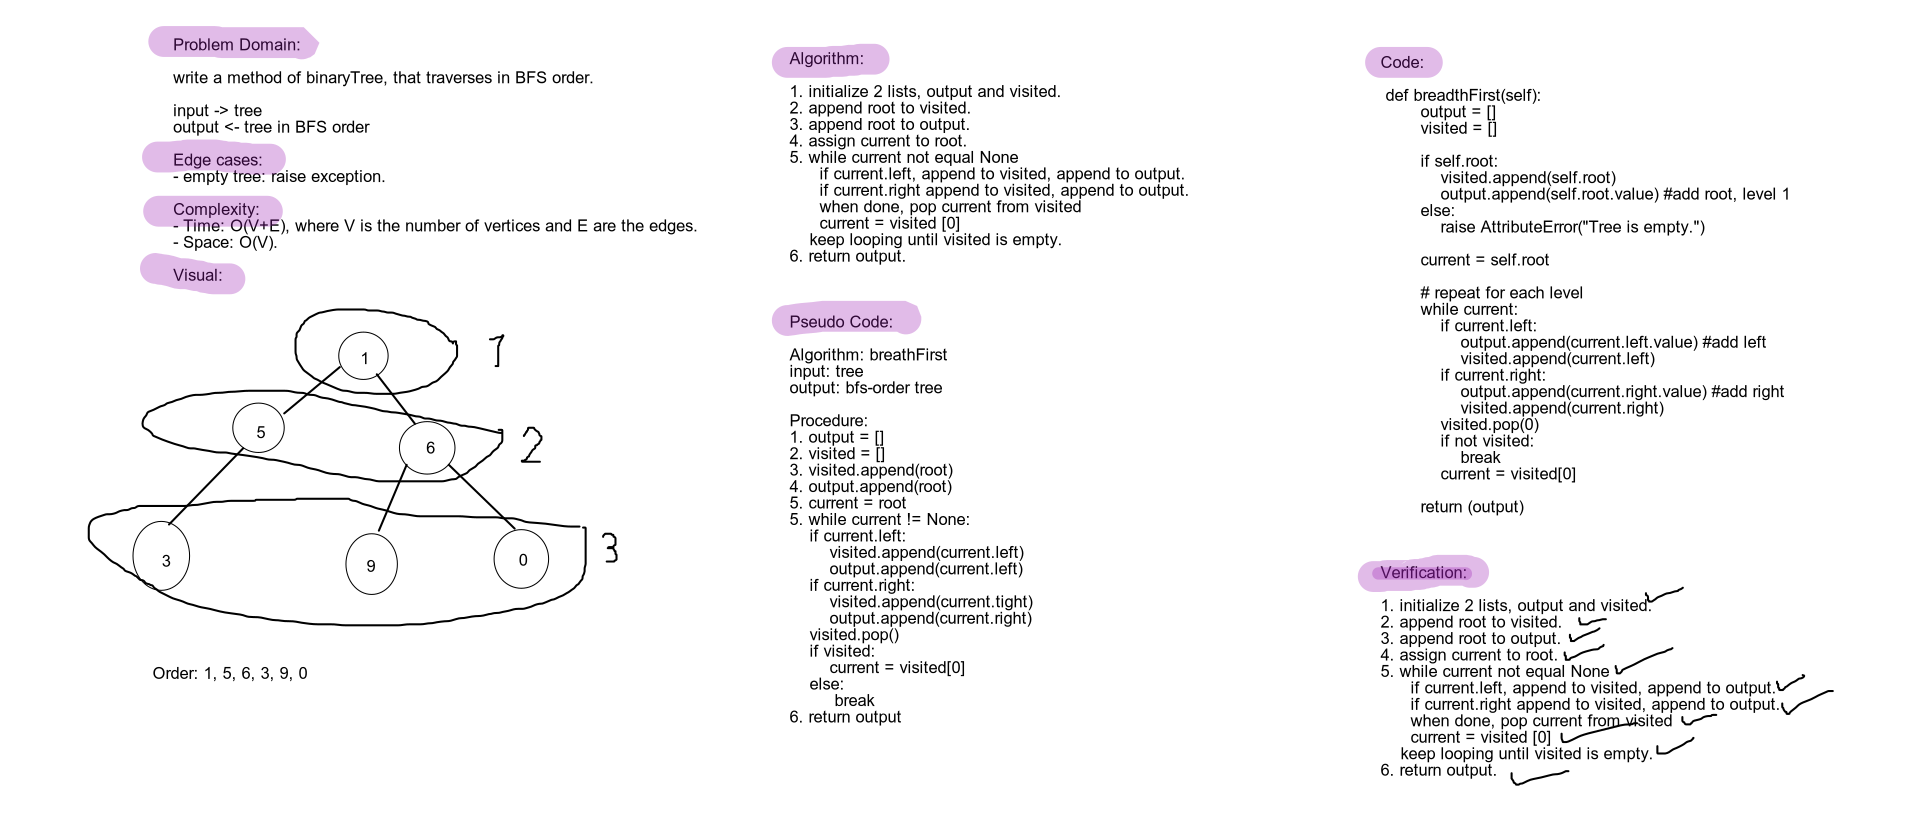 Problem Domain:
write a method of binaryTree, that traverses in BFS order.
input -> tree
output <- tree in BFS order
Edge cases:
- empty tree: raise exception.
Complexity:
- Time: O(V+E), where V is the number of vertices and E are the edges.
- Space: O(V).
Visual:
1
1
5
6
2
3
9
0
3
Order: 1, 5, 6, 3, 9, 0
Algorithm:
1. initialize 2 lists, output and visited.
2. append root to visited.
3. append root to output.
4. assign current to root.
5. while current not equal None
if current.left, append to visited, append to output.
if current.right append to visited, append to output.
when done, pop current from visited
current = visited [0]
keep looping until visited is empty.
6. return output.
Pseudo Code:
Algorithm: breathFirst
input: tree
output: bfs-order tree
Procedure:
1. output = []
2. visited = []
3. visited.append(root)
4. output.append(root)
5. current = root
5. while current != None:
if current.left:
visited.append(current.left)
output.append(current.left)
if current.right:
visited.append(current.tight)
output.append(current.right)
visited.pop()
if visited:
current = visited[0]
else:
break
6. return output
Code:
def breadthFirst(self):
output = []
visited = []
if self.root:
visited.append(self.root)
output.append(self.root.value) #add root, level 1
else:
raise AttributeError("Tree is empty.")
current = self.root
# repeat for each level
while current:
if current.left:
output.append(current.left.value) #add left
visited.append(current.left)
if current.right:
output.append(current.right.value) #add right
visited.append(current.right)
visited.pop(0)
if not visited:
break
current = visited[0]
return (output)
Verification:
1. initialize 2 lists, output and visited.
2. append root to visited.
3. append root to output.
4. assign current to root.
5. while current not equal None
if current.left, append to visited, append to output.
if current.right append to visited, append to output.
when done, pop current from visited
current = visited [0]
keep looping until visited is empty.
6. return output.